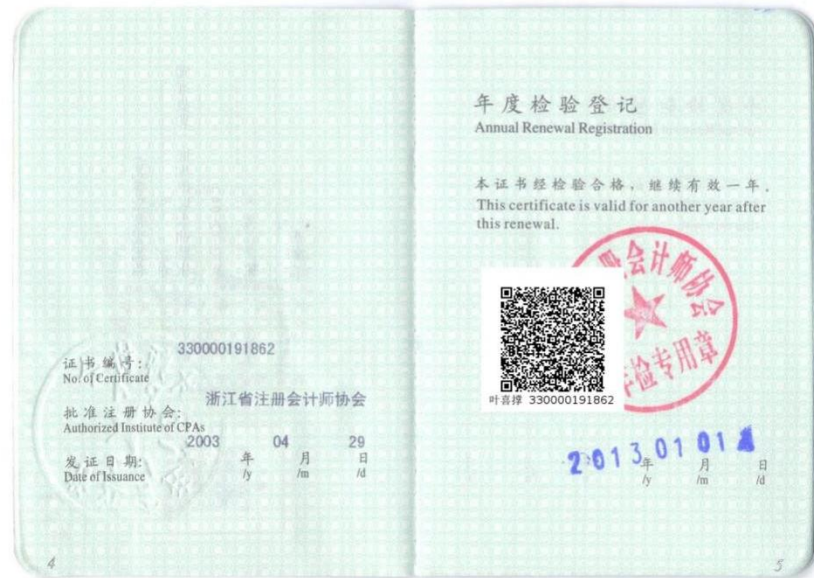 证书编号:
330000191862
No. of Certificate
批准注册协会:
浙江省注册会计师协会
Authorized Institute of CPAs
发证日期:
2003 年 04 月 29 日
Date of Issuance
/y /m /d
4
年度检验登记
Annual Renewal Registration
本证书经检验合格，继续有效一年.
This certificate is valid for another year after
this renewal.
会计师协会
检专用章
叶喜撑 330000191862
2013 年 01 月 01 日
/y /m /d
5